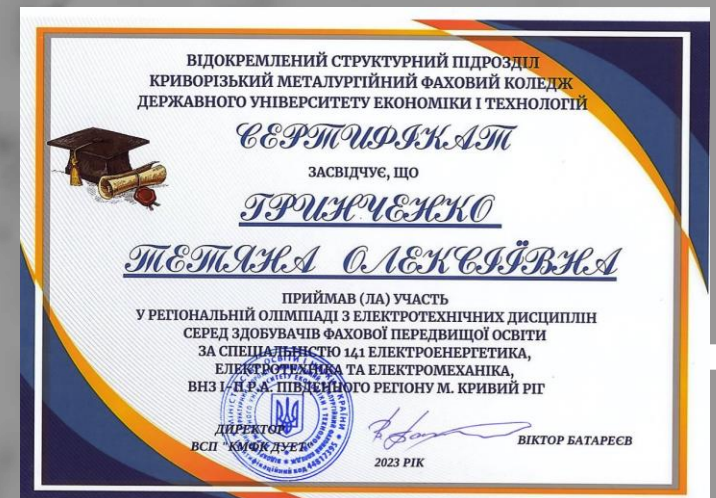 ВІДОКРЕМЛЕНИЙ СТРУКТУРНИЙ ПІДРОЗДІЛ
КРИВОРІЗЬКИЙ МЕТАЛУРГІЙНИЙ ФАХОВИЙ КОЛЕДЖ
ДЕРЖАВНОГО УНІВЕРСИТЕТУ ЕКОНОМІКИ І ТЕХНОЛОГІЙ
СЕРТИФІКАТ
ЗАСВІДЧУЄ, ЩО
ГРИНЧЕНКО
ТЕТЯНА ОЛЕКСІЇВНА
ПРИЙМАВ (ЛА) УЧАСТЬ
У РЕГІОНАЛЬНІЙ ОЛІМПІАДІ З ЕЛЕКТРОТЕХНІЧНИХ ДИСЦИПЛІН
СЕРЕД ЗДОБУВАЧІВ ФАХОВОЇ ПЕРЕДВИЩОЇ ОСВІТИ
ЗА СПЕЦІАЛЬНІСТЮ 141 ЕЛЕКТРОЕНЕРГЕТИКА,
ЕЛЕКТРОТЕХНІКА ТА ЕЛЕКТРОМЕХАНІКА,
ВНЗ І-ІІ Р.А. ПІВДЕННОГО РЕГІОНУ М. КРИВИЙ РІГ
ДИРЕКТОР
ВСП "КМФК ДУЕТ"
ВІКТОР БАТАРЕЄВ
2023 РІК